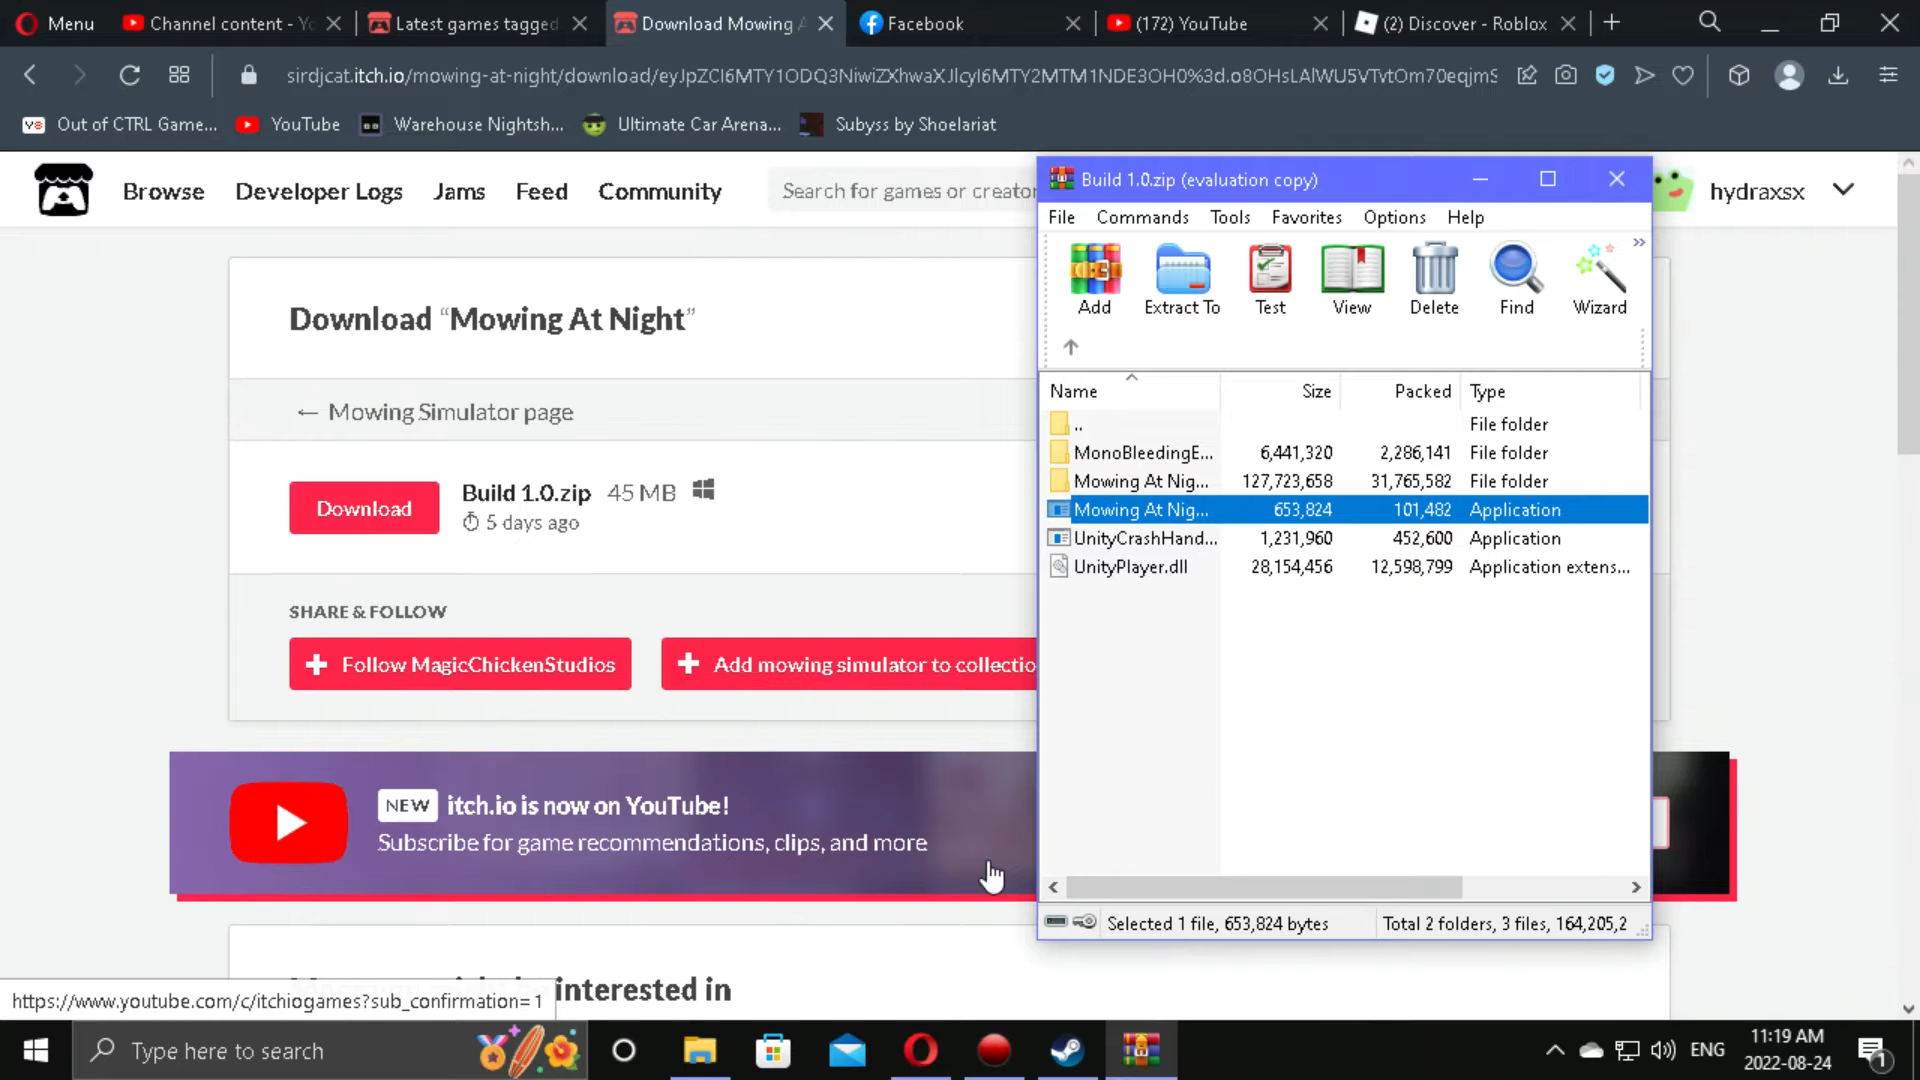 Menu
Channel content - Yo
Latest games tagged
Download Mowing A
Facebook
(172) YouTube
(2) Discover - Roblox
sirdjcat.itch.io/mowing-at-night/download/
Out of CTRL Game...
YouTube
Warehouse Nightsh...
Ultimate Car Arena...
Subyss by Shoelariat
Browse
Developer Logs
Jams
Feed
Community
Search for games or creator
hydraxsx
Download “Mowing At Night”
← Mowing Simulator page
Download
Build 1.0.zip 45 MB
5 days ago
SHARE & FOLLOW
Follow MagicChickenStudios
Add mowing simulator to collectio
NEW itch.io is now on YouTube!
Subscribe for game recommendations, clips, and more
interested in
https://www.youtube.com/c/itchiogames?sub_confirmation=1
Build 1.0.zip (evaluation copy)
File Commands Tools Favorites Options Help
Add Extract To Test View Delete Find Wizard
Name Size Packed Type
.. File folder
MonoBleedingE... 6,441,320 2,286,141 File folder
Mowing At Nig... 127,723,658 31,765,582 File folder
Mowing At Nig... 653,824 101,482 Application
UnityCrashHand... 1,231,960 452,600 Application
UnityPlayer.dll 28,154,456 12,598,799 Application extens...
Selected 1 file, 653,824 bytes
Total 2 folders, 3 files, 164,205,2
Type here to search
ENG
11:19 AM
2022-08-24
1